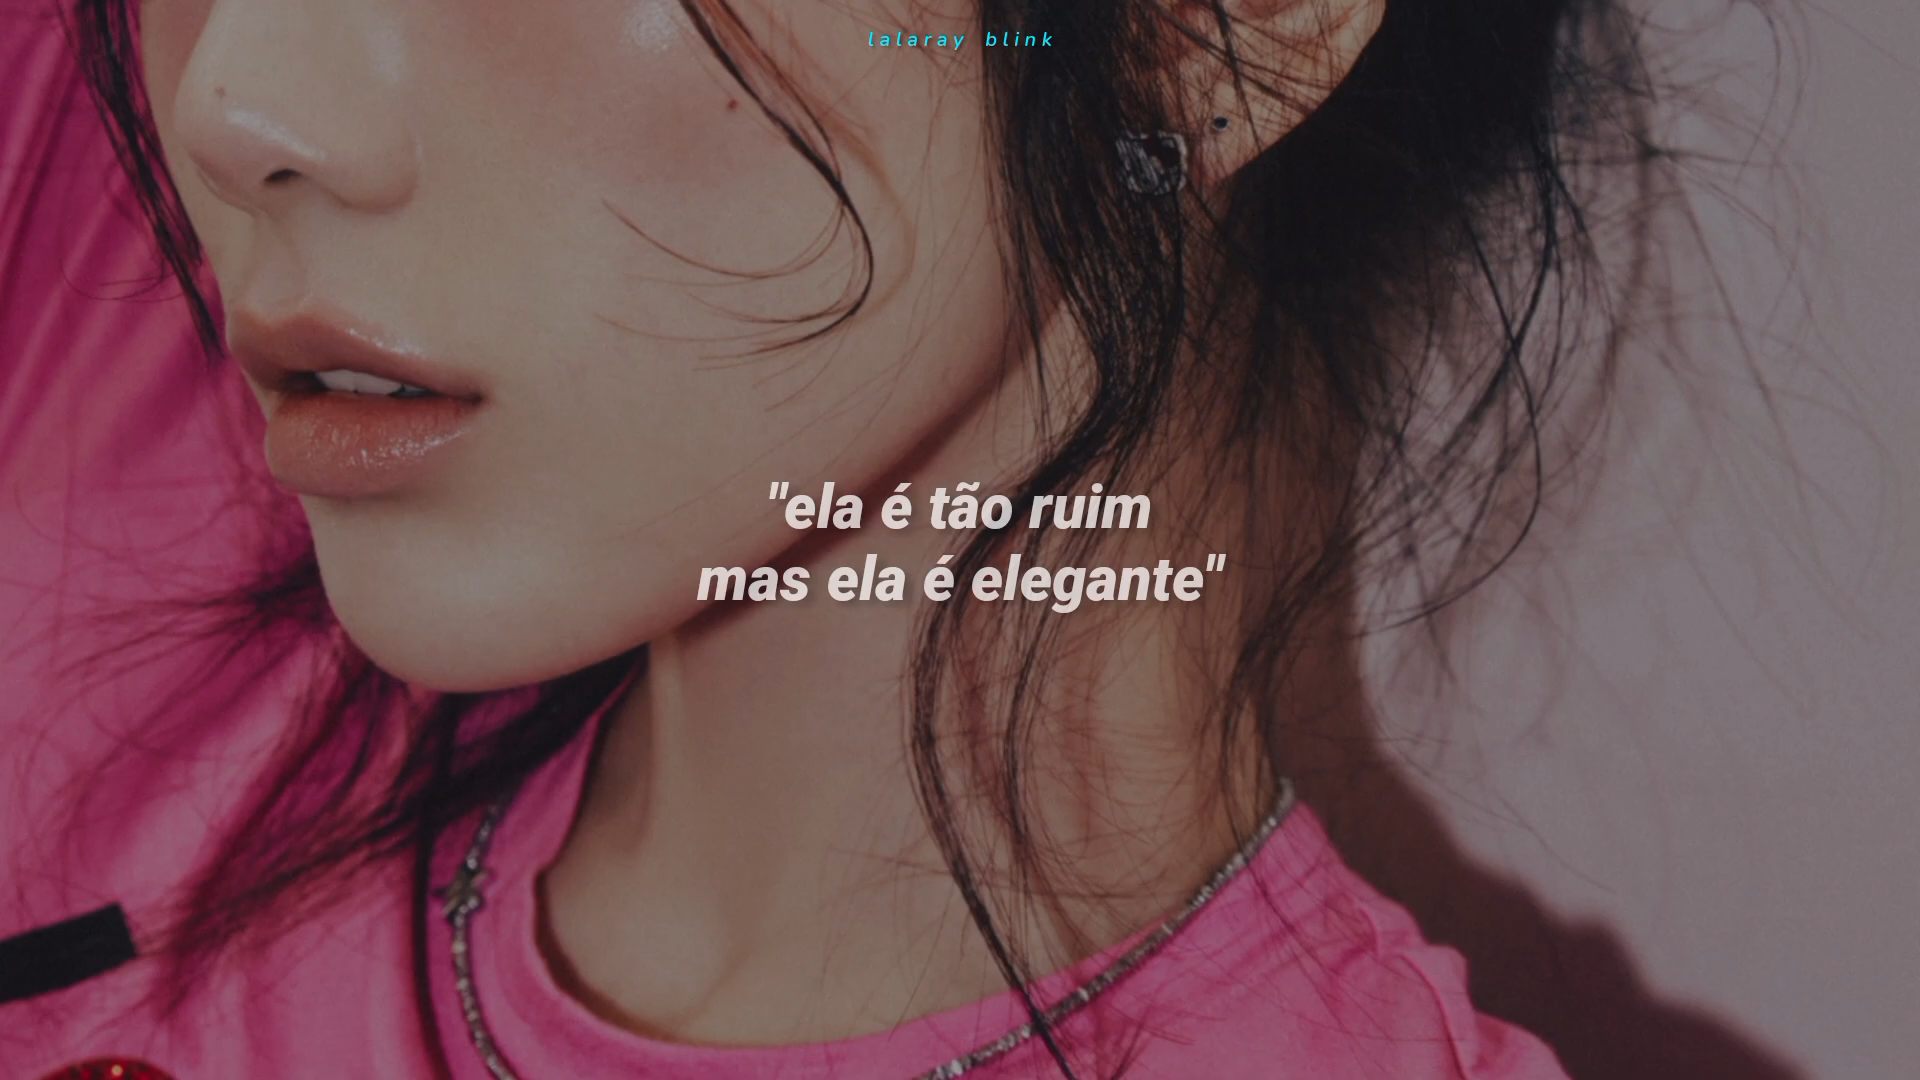 lalaray blink
"ela é tão ruim
mas ela é elegante"